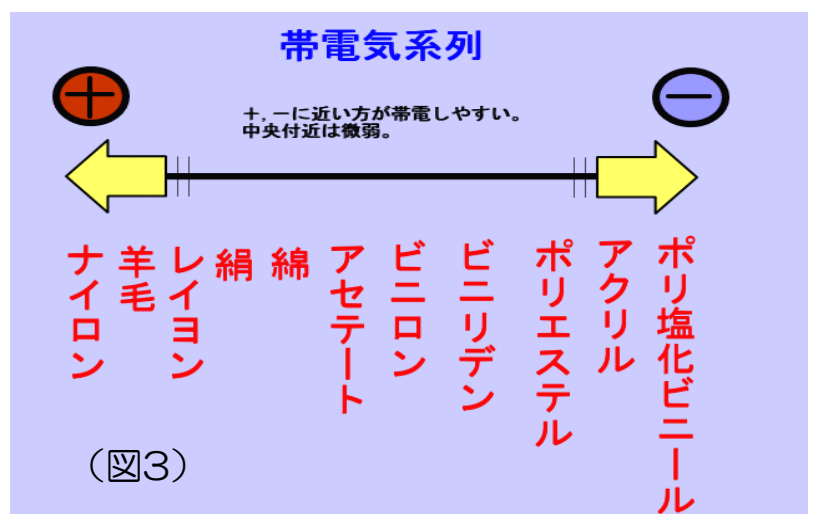 帯電気系列
+
−
+,−に近い方が帯電しやすい。
中央付近は微弱。
ナイロン
羊毛
レイヨン
絹
綿
アセテート
ビニロン
ビニリデン
ポリエステル
アクリル
ポリ塩化ビニール
（図3）